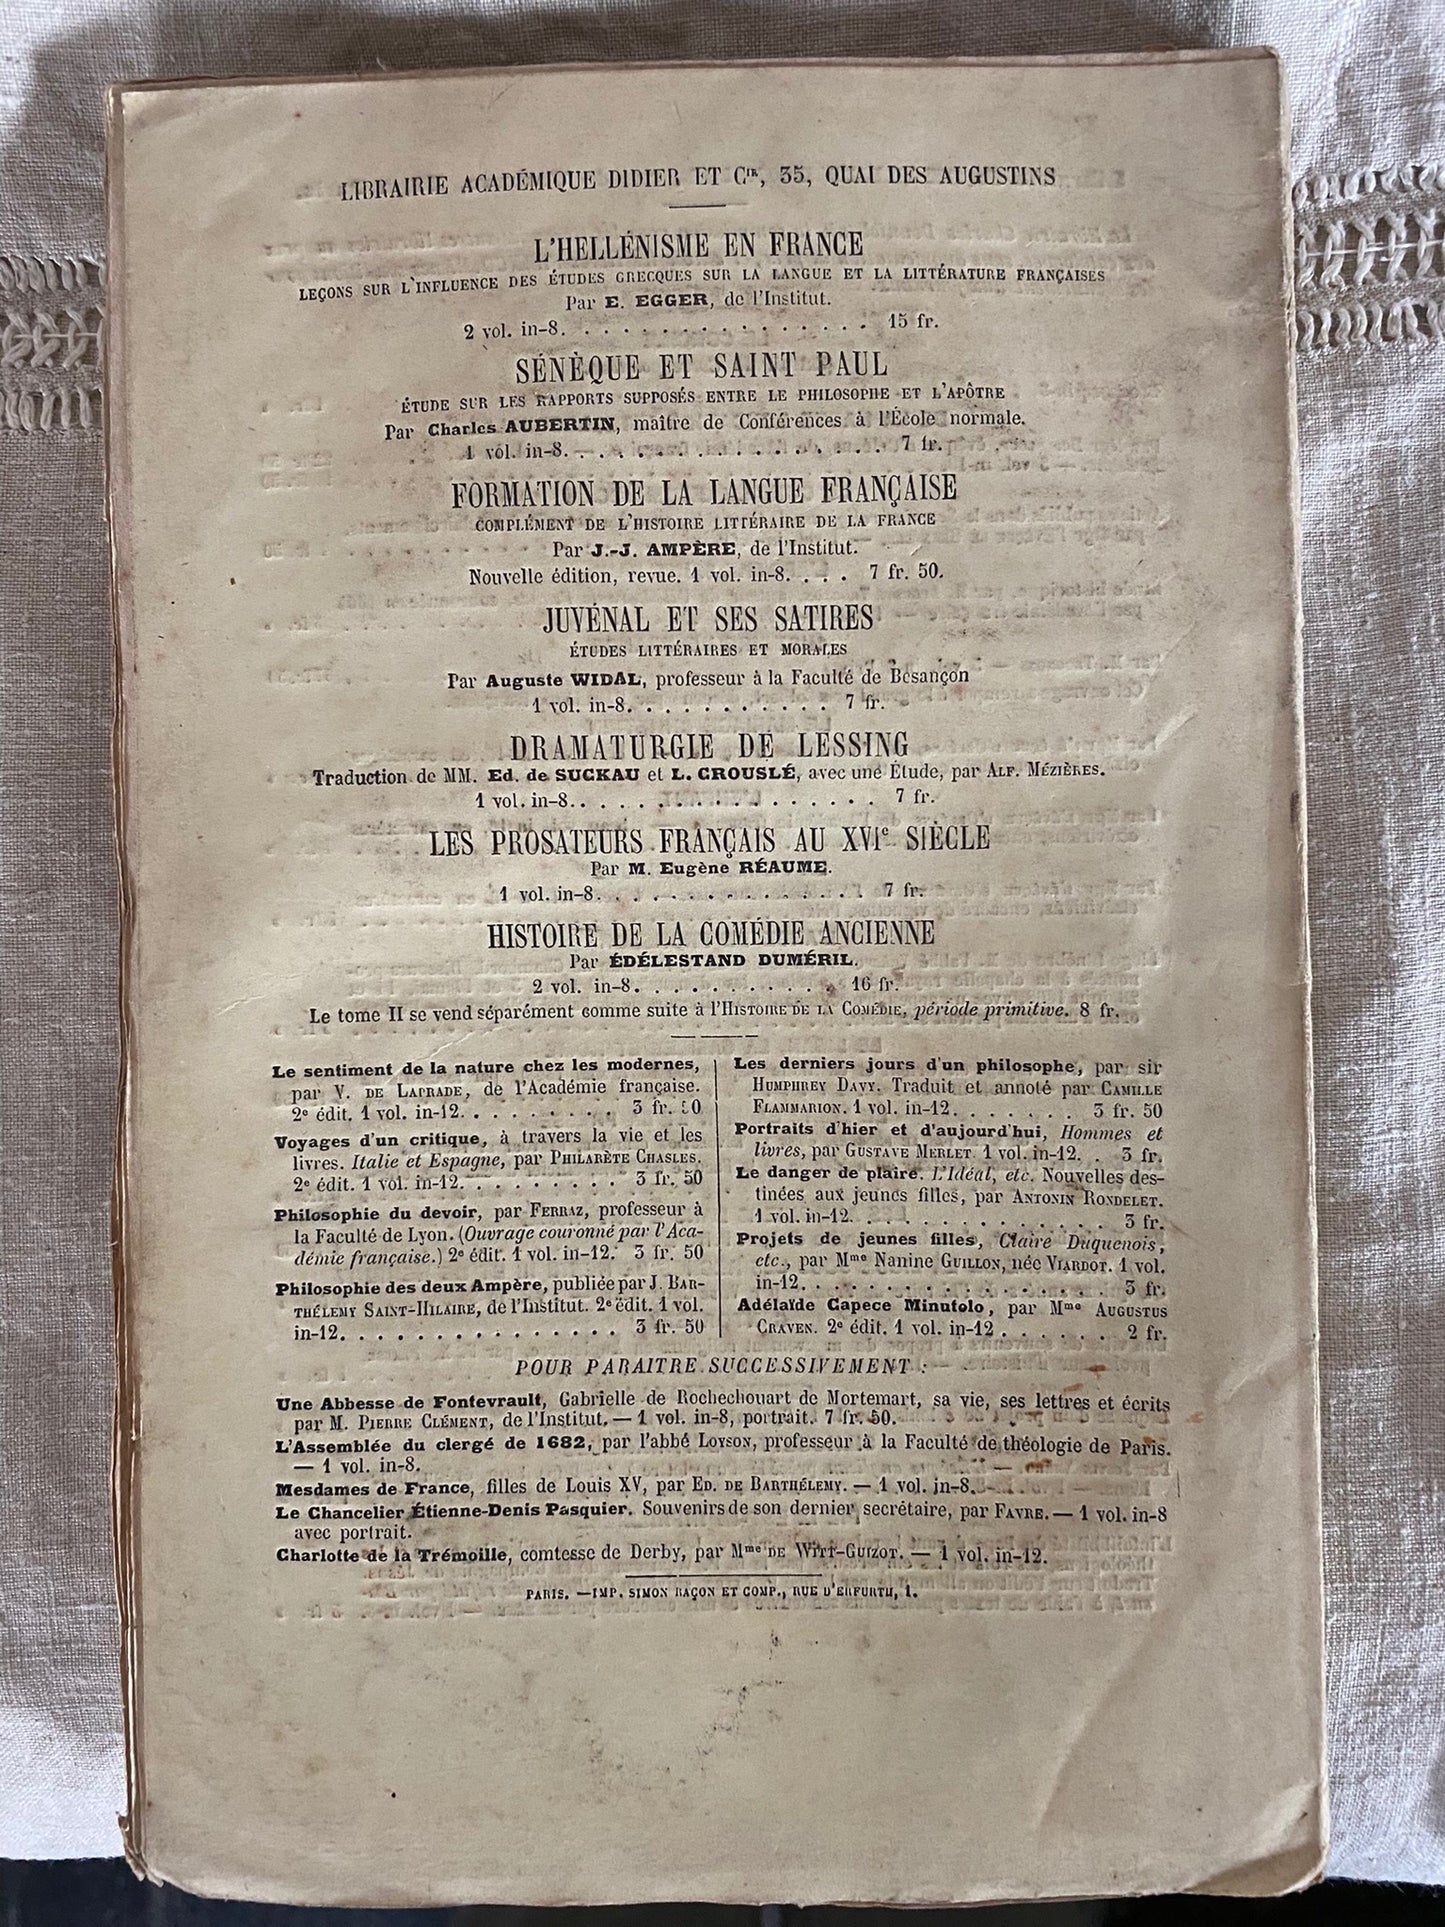 LIBRAIRIE ACADÉMIQUE DIDIER ET Cie, 35, QUAI DES AUGUSTINS
L'HELLÉNISME EN FRANCE
LEÇONS SUR L'INFLUENCE DES ÉTUDES GRECQUES SUR LA LANGUE ET LA LITTÉRATURE FRANÇAISES
Par E. EGGER, de l'Institut.
2 vol. in-8. . . . . . . . . . . . . . . . 15 fr.
SÉNÈQUE ET SAINT PAUL
ÉTUDE SUR LES RAPPORTS SUPPOSÉS ENTRE LE PHILOSOPHE ET L'APÔTRE
Par Charles AUBERTIN, maître de Conférences à l'École normale.
1 vol. in-8. . . . . . . . . . . . . . . . . . 7 fr.
FORMATION DE LA LANGUE FRANÇAISE
COMPLÉMENT DE L'HISTOIRE LITTÉRAIRE DE LA FRANCE
Par J.-J. AMPÈRE, de l'Institut.
Nouvelle édition, revue. 1 vol. in-8. . . . 7 fr. 50.
JUVÉNAL ET SES SATIRES
ÉTUDES LITTÉRAIRES ET MORALES
Par Auguste WIDAL, professeur à la Faculté de Besançon
1 vol. in-8. . . . . . . . . . . . 7 fr.
DRAMATURGIE DE LESSING
Traduction de MM. Ed. de SUCKAU et L. CROUSLÉ, avec une Étude, par ALF. MÉZIÈRES.
1 vol. in-8. . . . . . . . . . . . . . . . . 7 fr.
LES PROSATEURS FRANÇAIS AU XVIe SIÈCLE
Par M. Eugène RÉAUME.
1 vol. in-8. . . . . . . . . . . . . . . 7 fr.
HISTOIRE DE LA COMÉDIE ANCIENNE
Par ÉDÉLESTAND DUMÉRIL.
2 vol. in-8. . . . . . . . . . . . 16 fr.
Le tome II se vend séparément comme suite à l'HISTOIRE DE LA COMÉDIE, période primitive. 8 fr.
Le sentiment de la nature chez les modernes,
par V. DE LAPRADE, de l'Académie française.
2e édit. 1 vol. in-12. . . . . . . . . 3 fr. 50
Voyages d'un critique, à travers la vie et les
livres. Italie et Espagne, par PHILARÈTE CHASLES.
2e édit. 1 vol. in-12. . . . . . . . . 3 fr. 50
Philosophie du devoir, par FERRAZ, professeur à
la Faculté de Lyon. (Ouvrage couronné par l'Aca-
démie française.) 2e édit. 1 vol. in-12. 3 fr. 50
Philosophie des deux Ampère, publiée par J. BAR-
THÉLEMY SAINT-HILAIRE, de l'Institut. 2e édit. 1 vol.
in-12. . . . . . . . . . . . . . . . 3 fr. 50
Les derniers jours d'un philosophe, par sir
HUMPHREY DAVY. Traduit et annoté par CAMILLE
FLAMMARION. 1 vol. in-12. . . . . . . 3 fr. 50
Portraits d'hier et d'aujourd'hui, Hommes et
livres, par GUSTAVE MERLET. 1 vol. in-12. . 3 fr.
Le danger de plaire. L'Idéal, etc. Nouvelles des-
tinées aux jeunes filles, par ANTONIN RONDELET.
1 vol. in-12. . . . . . . . . . . . . . 3 fr.
Projets de jeunes filles, Claire Duquenois,
etc., par Mme Nanine GUILLON, née VIARDOT. 1 vol.
in-12. . . . . . . . . . . . . . . . . 3 fr.
Adélaïde Capece Minutolo, par Mme AUGUSTUS
CRAVEN. 2e édit. 1 vol. in-12 . . . . . . 2 fr.
POUR PARAITRE SUCCESSIVEMENT :
Une Abbesse de Fontevrault, Gabrielle de Rochechouart de Mortemart, sa vie, ses lettres et écrits
par M. PIERRE CLÉMENT, de l'Institut. — 1 vol. in-8, portrait. 7 fr. 50.
L'Assemblée du clergé de 1682, par l'abbé LOYSON, professeur à la Faculté de théologie de Paris.
— 1 vol. in-8.
Mesdames de France, filles de Louis XV, par ED. DE BARTHÉLEMY. — 1 vol. in-8.
Le Chancelier Étienne-Denis Pasquier. Souvenirs de son dernier secrétaire, par FAVRE. — 1 vol. in-8
avec portrait.
Charlotte de la Trémoille, comtesse de Derby, par Mme DE WITT-GUIZOT. — 1 vol. in-12.
PARIS. — IMP. SIMON RAÇON ET COMP., RUE D'ERFURTH, 1.